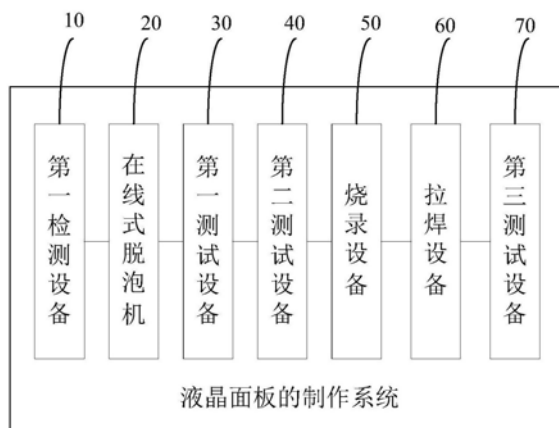 10 20 30 40 50 60 70
第一检测设备
在线式脱泡机
第一测试设备
第二测试设备
烧录设备
拉焊设备
第三测试设备
液晶面板的制作系统